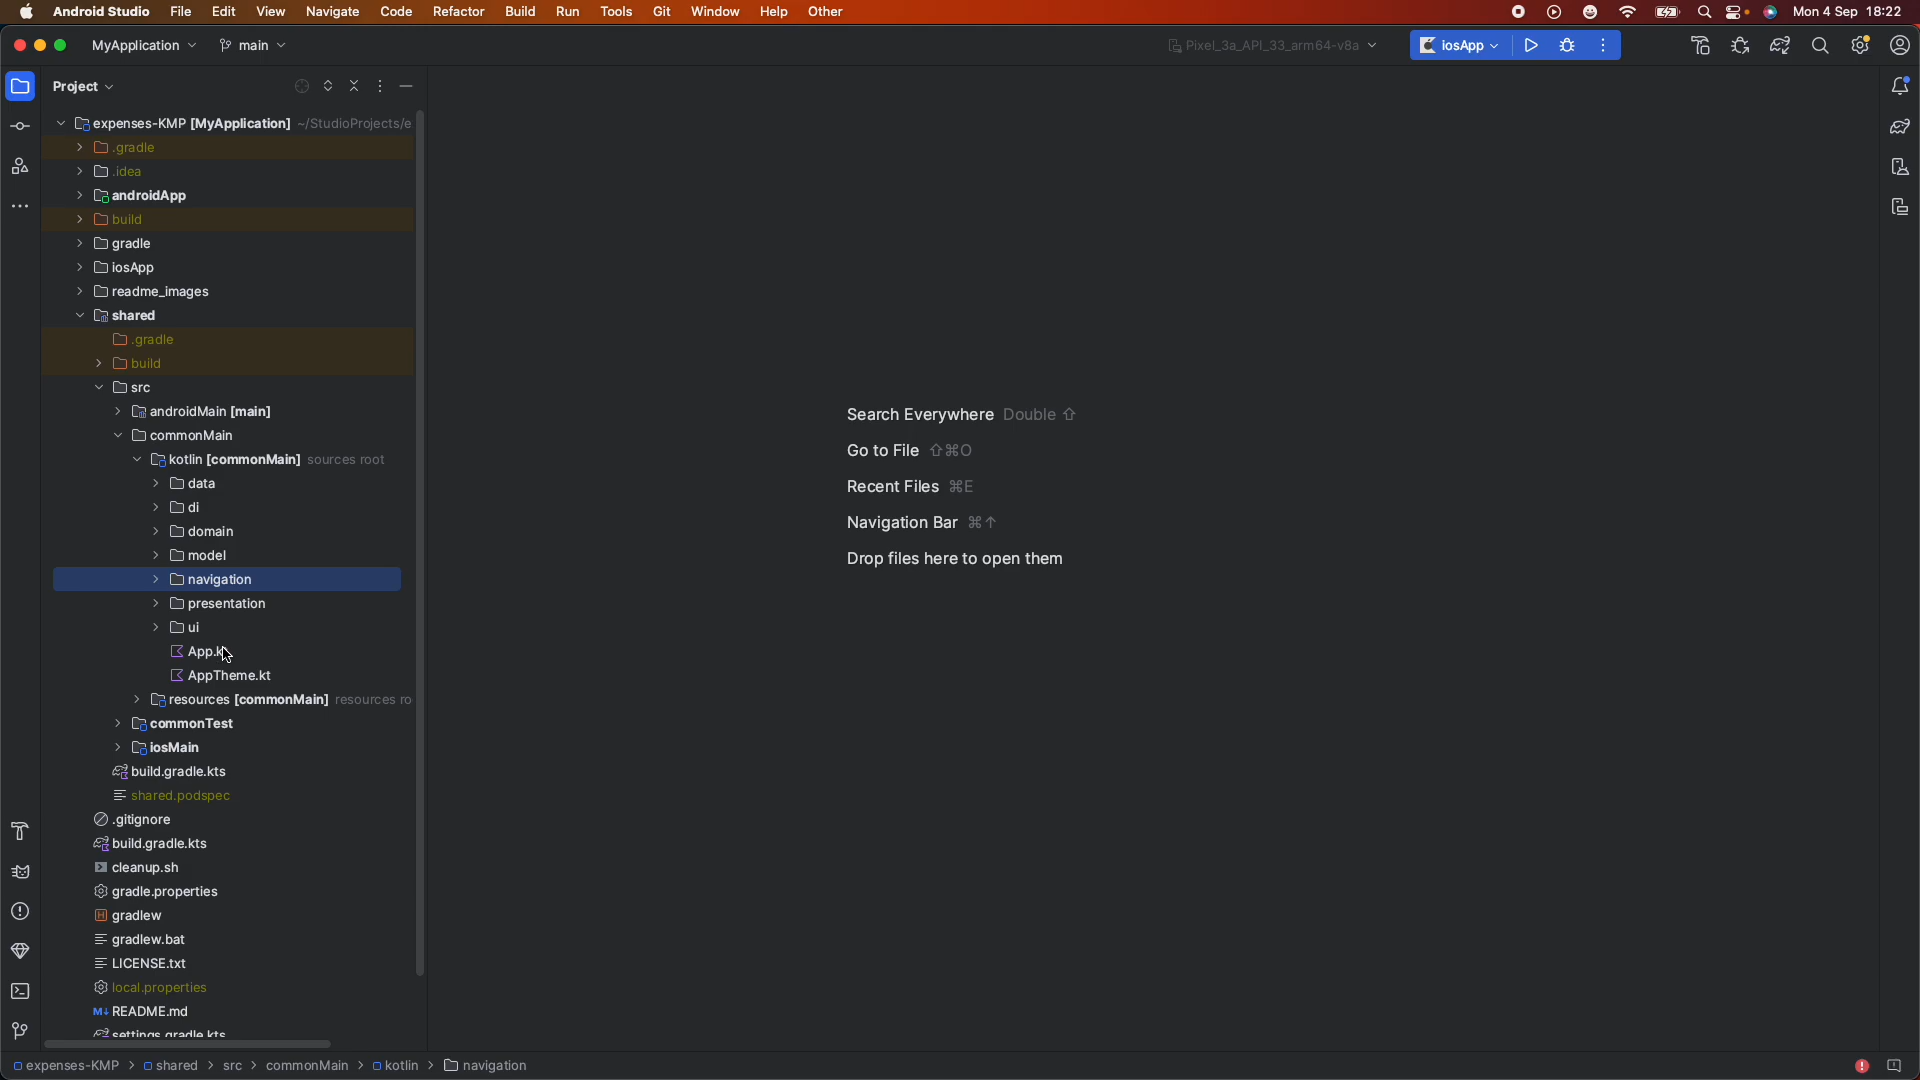 Android Studio File Edit View Navigate Code Refactor Build Run Tools Git Window Help Other Mon 4 Sep 18:22
MyApplication main Pixel_3a_API_33_arm64-v8a iosApp
Project
expenses-KMP [MyApplication] ~/StudioProjects/e
.gradle
.idea
androidApp
build
gradle
iosApp
readme_images
shared
.gradle
build
src
androidMain [main]
commonMain
kotlin [commonMain] sources root
data
di
domain
model
navigation
presentation
ui
App.k
AppTheme.kt
resources [commonMain] resources ro
commonTest
iosMain
build.gradle.kts
shared.podspec
.gitignore
build.gradle.kts
cleanup.sh
gradle.properties
gradlew
gradlew.bat
LICENSE.txt
local.properties
README.md
settings.gradle.kts
Search Everywhere Double ⇧
Go to File ⇧⌘O
Recent Files ⌘E
Navigation Bar ⌘↑
Drop files here to open them
expenses-KMP > shared > src > commonMain > kotlin > navigation